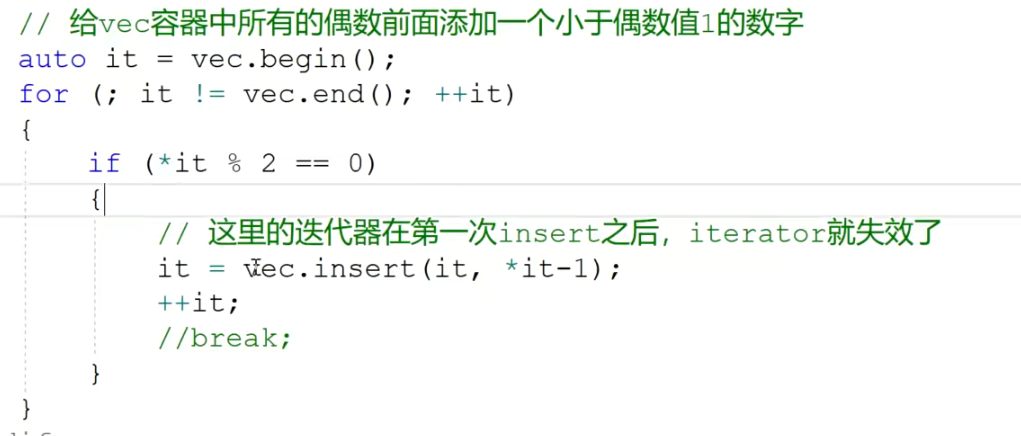 // 给vec容器中所有的偶数前面添加一个小于偶数值1的数字
auto it = vec.begin();
for (; it != vec.end(); ++it)
{
if (*it % 2 == 0)
{
// 这里的迭代器在第一次insert之后，iterator就失效了
it = vec.insert(it, *it-1);
++it;
//break;
}
}